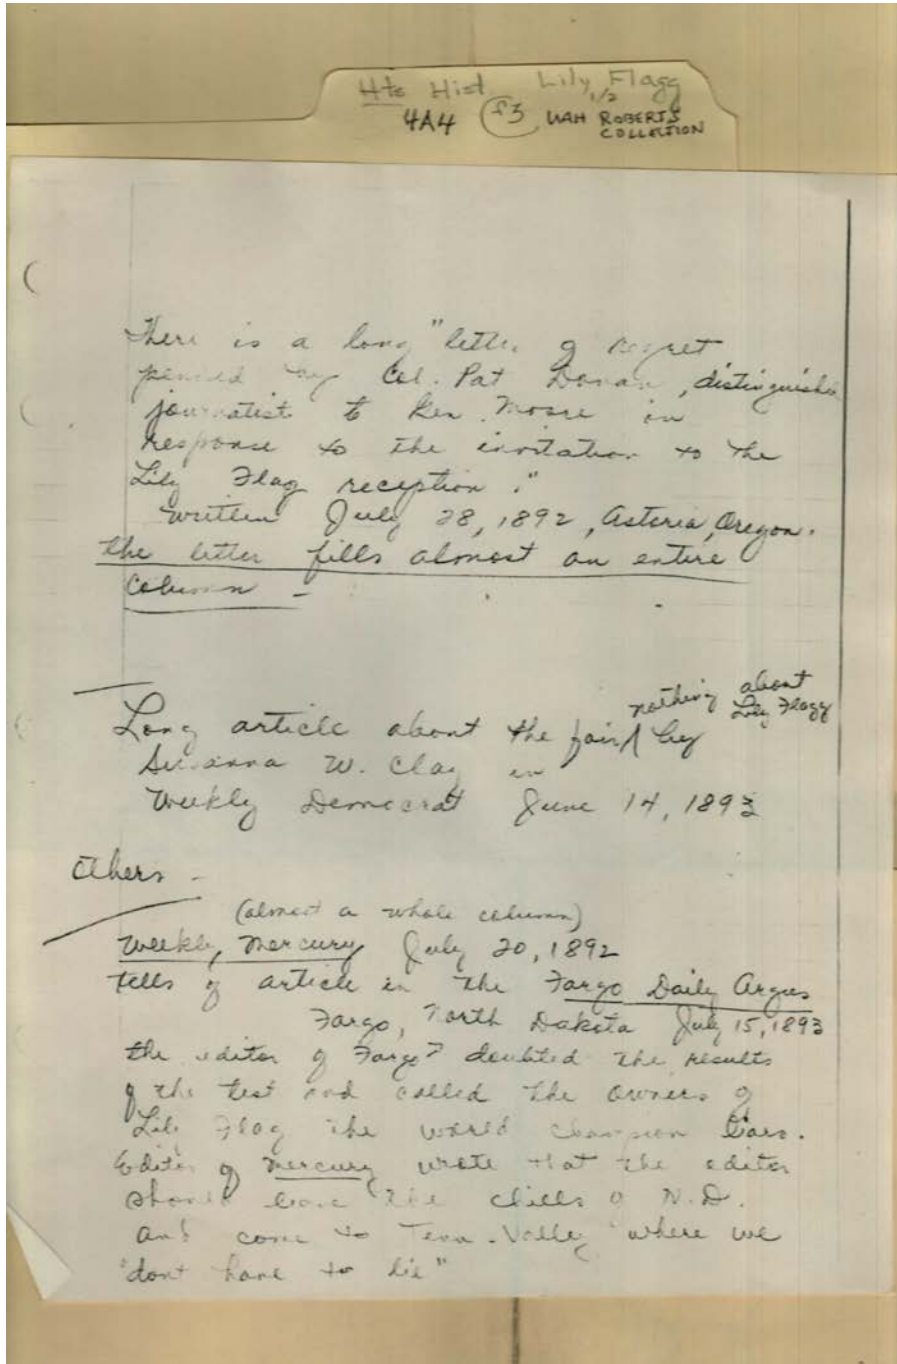 Hts Hist Lily Flagg
1/2
4A4 f3 UAH ROBERTS
COLLECTION
There is a long "letter of regret
penned by Col. Pat Donan, distinguished
journalist to Gen. Moore in
response to the invitation to the
Lily Flag reception."
written July 28, 1892, Astoria, Oregon.
The letter fills almost an entire
column -
nothing about
Lily Flagg
Long article about the fair by
Susanna W. Clay in
Weekly Democrat June 14, 1893
Others -
(almost a whole column)
Weekly Mercury July 20, 1892
tells of article in the Fargo Daily Argus
Fargo, North Dakota July 15, 1893
the editor of Fargo doubted the results
of the test and called the owners of
Lily Flag the world champion liars.
Editor of Mercury wrote that the editor
should leave the chills of N.D.
and come to Tenn. Valley "where we
"dont have to lie"